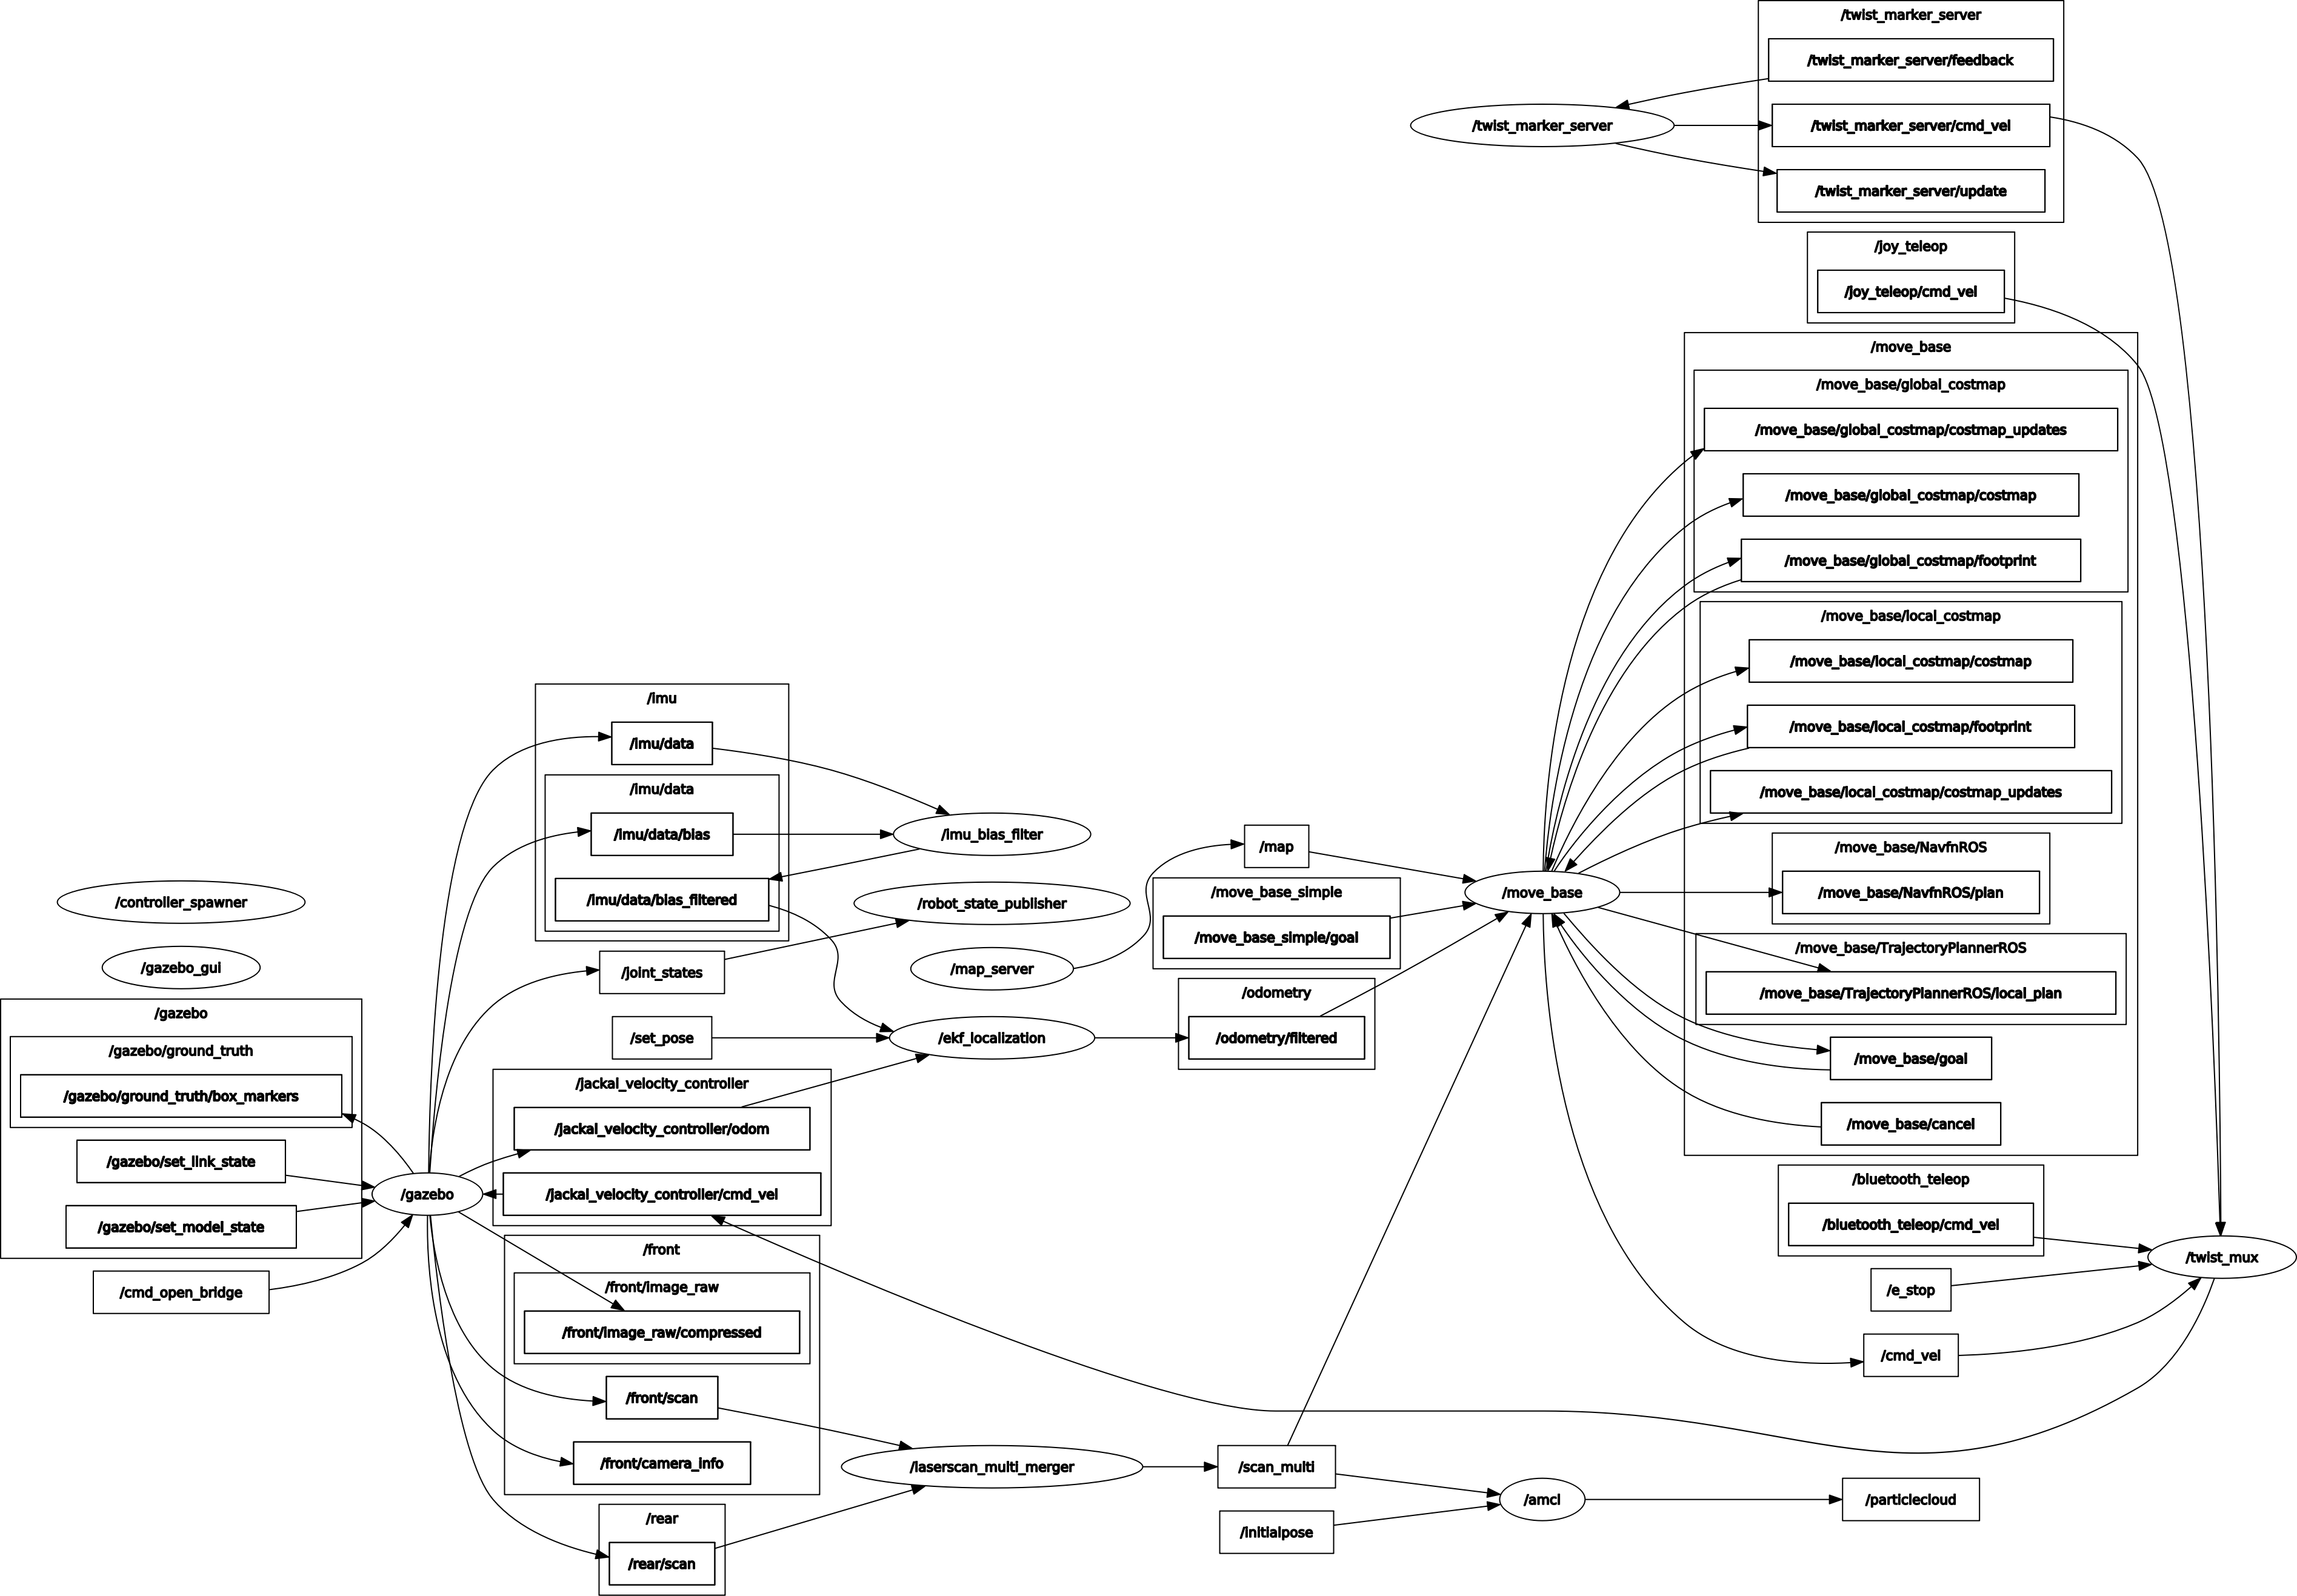 /twist_marker_server
/twist_marker_server/feedback
/twist_marker_server
/twist_marker_server/cmd_vel
/twist_marker_server/update
/joy_teleop
/joy_teleop/cmd_vel
/move_base
/move_base/global_costmap
/move_base/global_costmap/costmap_updates
/move_base/global_costmap/costmap
/move_base/global_costmap/footprint
/move_base/local_costmap
/move_base/local_costmap/costmap
/move_base/local_costmap/footprint
/move_base/local_costmap/costmap_updates
/move_base/NavfnROS
/move_base/NavfnROS/plan
/move_base/TrajectoryPlannerROS
/move_base/TrajectoryPlannerROS/local_plan
/move_base/goal
/move_base/cancel
/bluetooth_teleop
/bluetooth_teleop/cmd_vel
/e_stop
/cmd_vel
/twist_mux
/imu
/imu/data
/imu/data
/imu/data/bias
/imu/data/bias_filtered
/imu_bias_filter
/robot_state_publisher
/map_server
/map
/move_base_simple
/move_base_simple/goal
/move_base
/odometry
/odometry/filtered
/ekf_localization
/joint_states
/set_pose
/controller_spawner
/gazebo_gui
/gazebo
/gazebo/ground_truth
/gazebo/ground_truth/box_markers
/gazebo/set_link_state
/gazebo/set_model_state
/cmd_open_bridge
/gazebo
/jackal_velocity_controller
/jackal_velocity_controller/odom
/jackal_velocity_controller/cmd_vel
/front
/front/image_raw
/front/image_raw/compressed
/front/scan
/front/camera_info
/rear
/rear/scan
/laserscan_multi_merger
/scan_multi
/initialpose
/amcl
/particlecloud